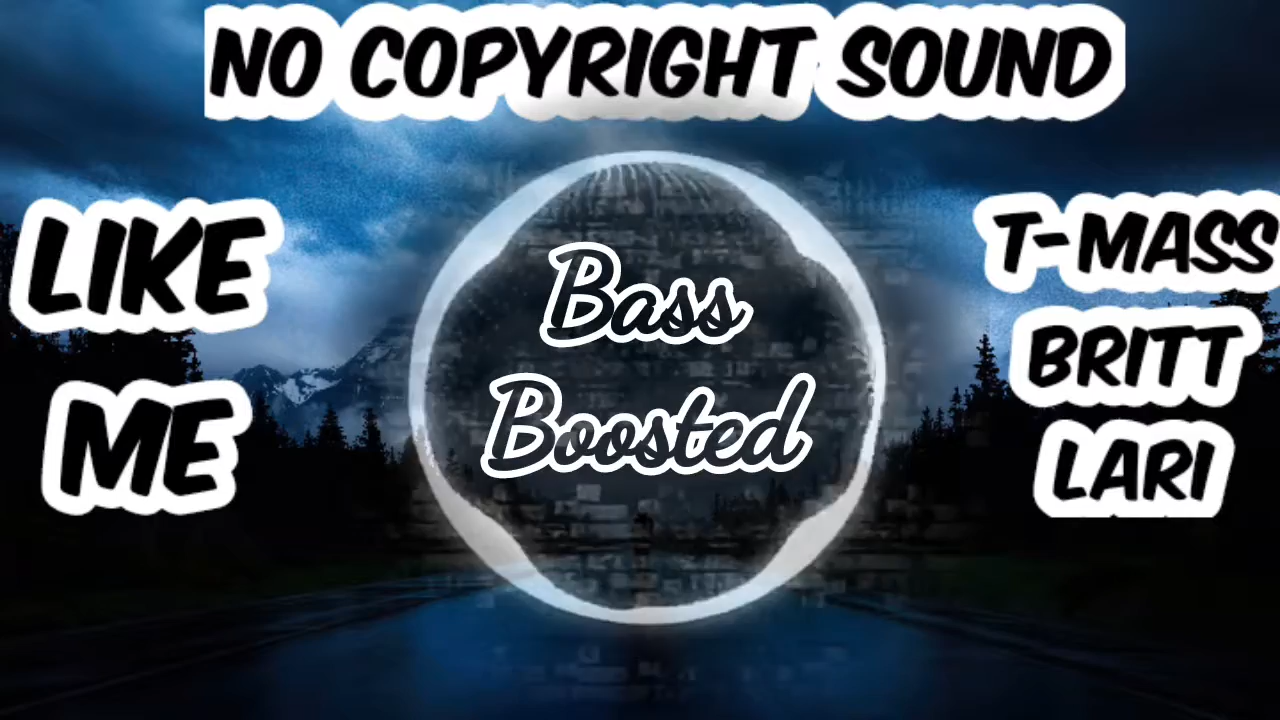 NO COPYRIGHT SOUND
LIKE
ME
Bass
Boosted
T-MASS
BRITT
LARI